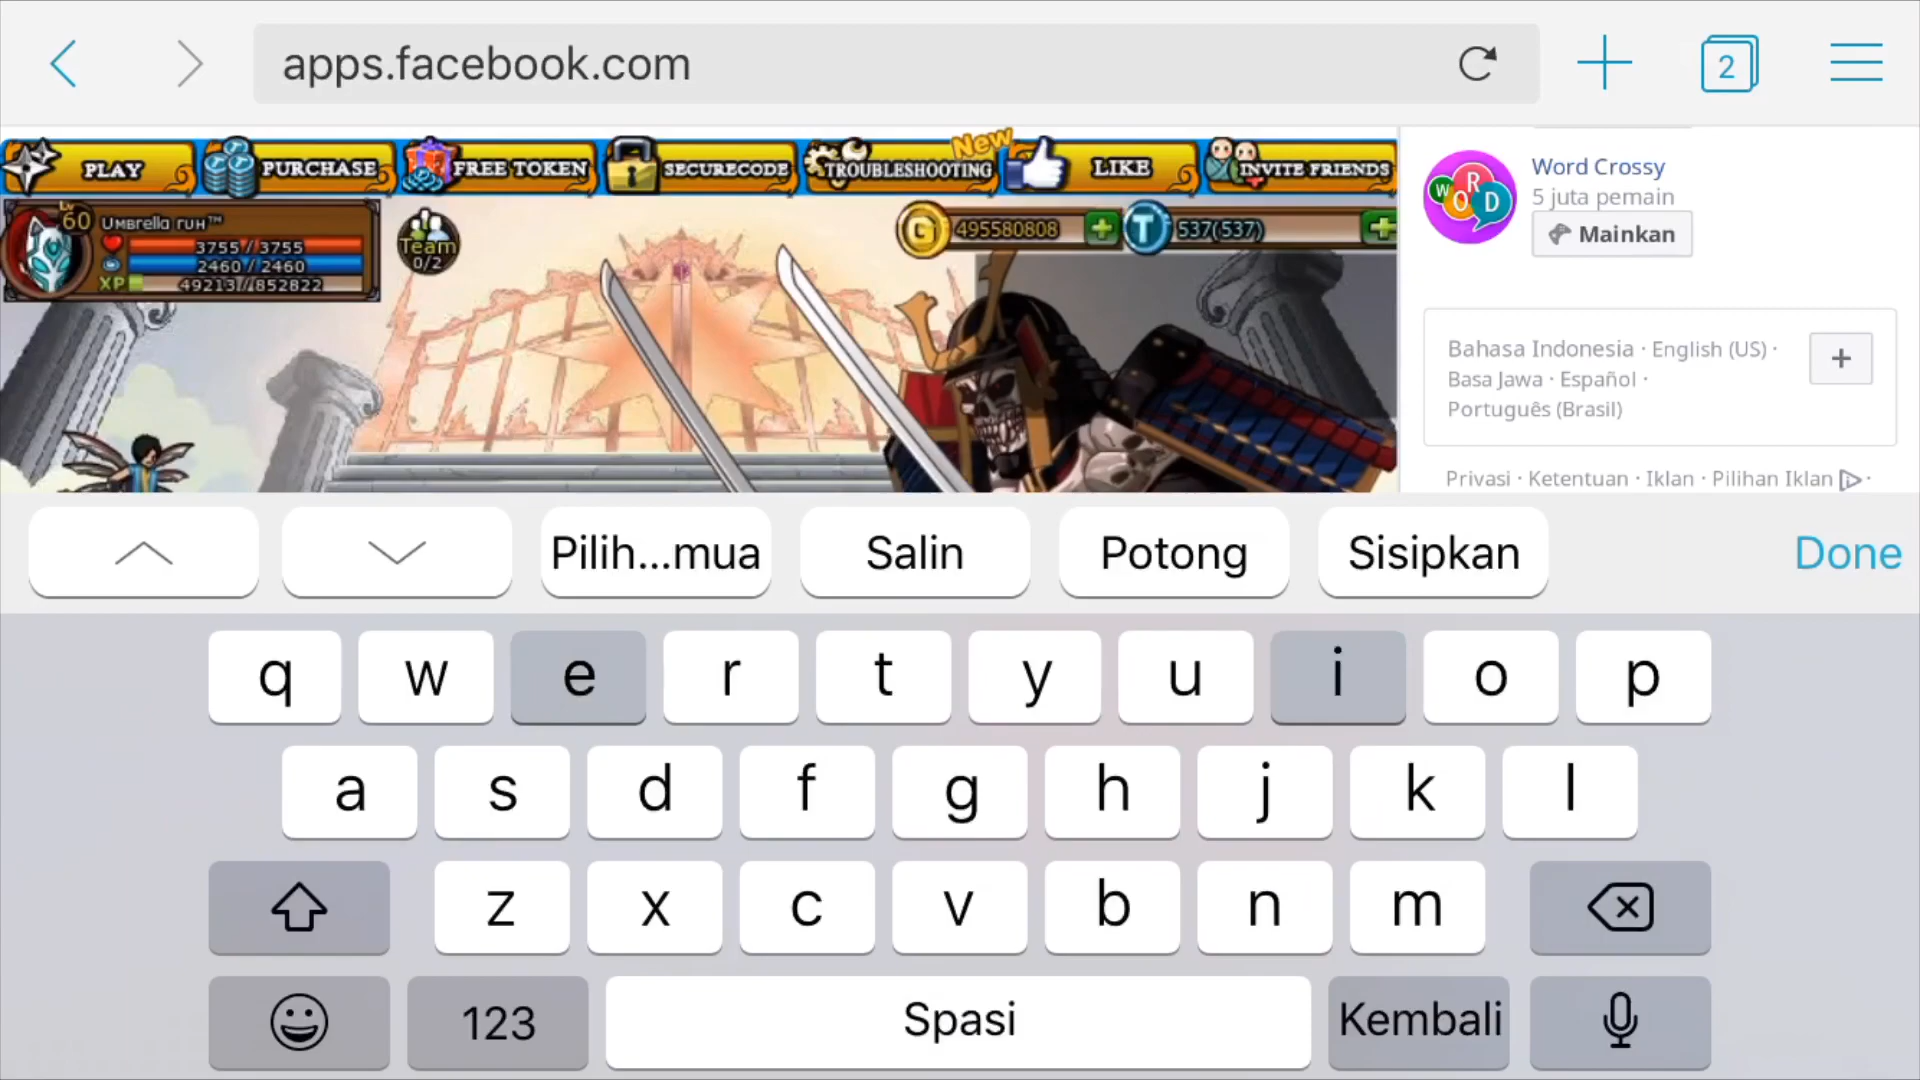 apps.facebook.com
2
New
PLAY
PURCHASE
FREE TOKEN
SECURECODE
TROUBLESHOOTING
LIKE
INVITE FRIENDS
Lv
60
Umbrella ruh™
3755 / 3755
2460 / 2460
XP
49213 / 852822
Team
0/2
G
495580808
T
537(537)
W O R D
Word Crossy
5 juta pemain
Mainkan
Bahasa Indonesia · English (US) ·
Basa Jawa · Español ·
Português (Brasil)
Privasi · Ketentuan · Iklan · Pilihan Iklan ·
Pilih...mua
Salin
Potong
Sisipkan
Done
q w e r t y u i o p
a s d f g h j k l
z x c v b n m
123
Spasi
Kembali